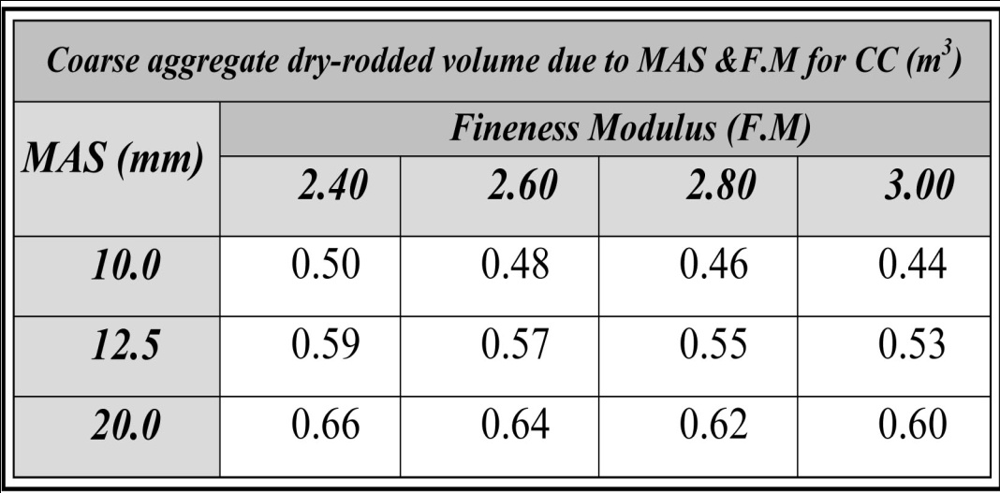 Coarse aggregate dry-rodded volume due to MAS &F.M for CC (m³)
MAS (mm)
Fineness Modulus (F.M)
2.40 2.60 2.80 3.00
10.0 0.50 0.48 0.46 0.44
12.5 0.59 0.57 0.55 0.53
20.0 0.66 0.64 0.62 0.60